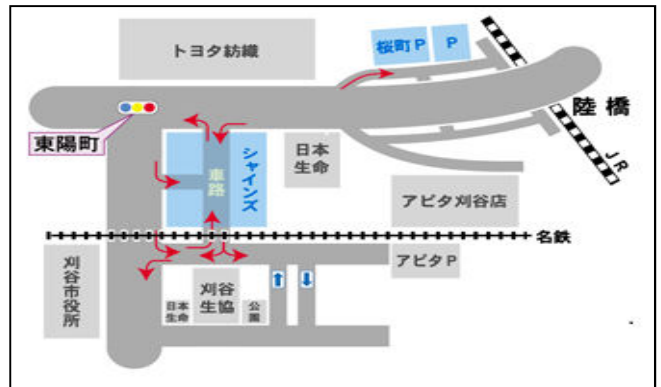 トヨタ紡織
桜町P
P
陸橋
東陽町
JR
シャインズ
車路
日本
生命
アピタ刈谷店
名鉄
刈谷市役所
アピタP
刈谷
生協
日本
生命
公園